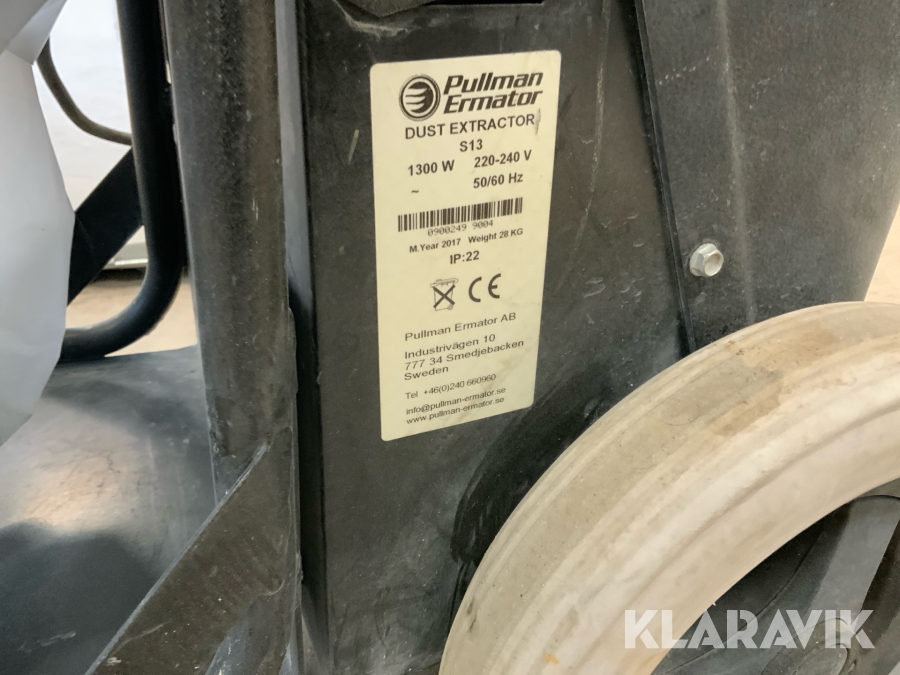 Pullman
Ermator
DUST EXTRACTOR
S13
1300 W 220-240 V
~ 50/60 Hz
0900249 9004
M.Year 2017 Weight 28 KG
IP:22
CE
Pullman Ermator AB
Industrivägen 10
777 34 Smedjebacken
Sweden
Tel +46(0)240 660960
info@pullman-ermator.se
www.pullman-ermator.se
KLARAVIK